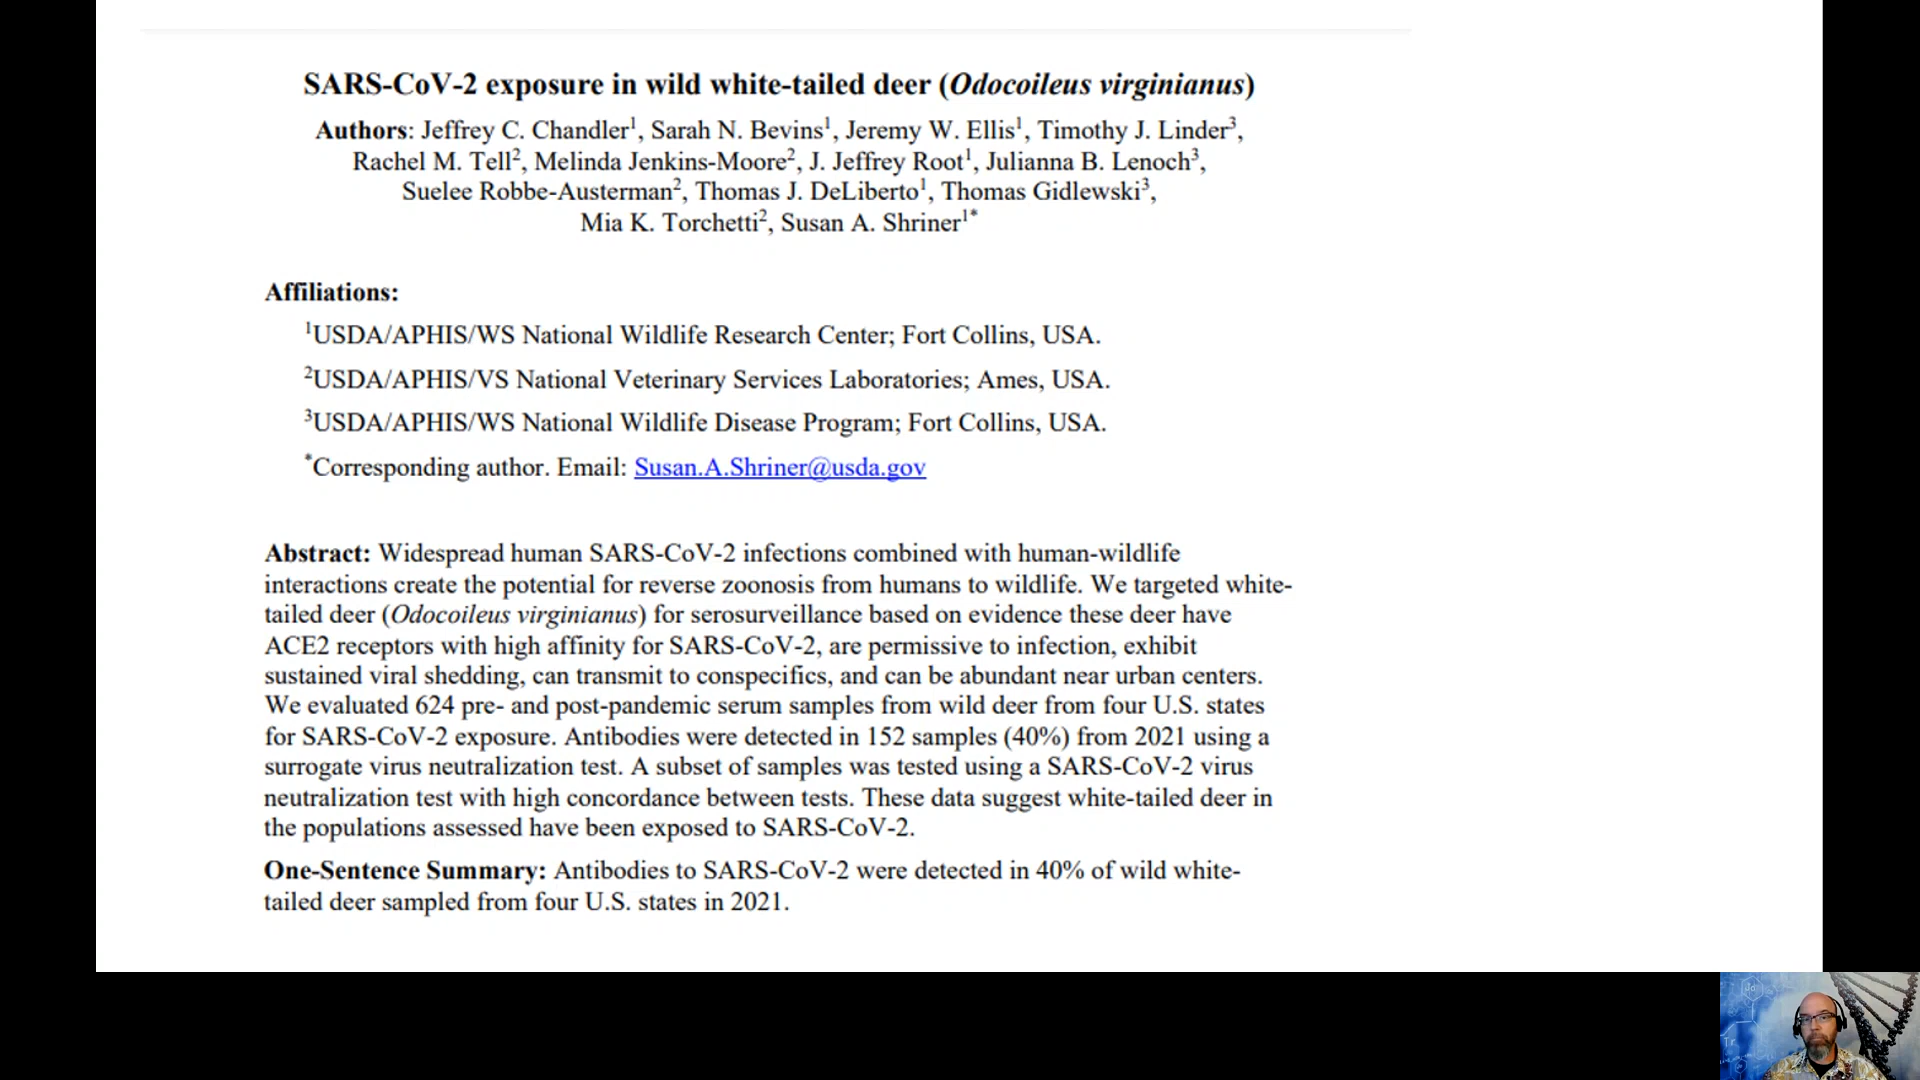 SARS-CoV-2 exposure in wild white-tailed deer (Odocoileus virginianus)
Authors: Jeffrey C. Chandler1, Sarah N. Bevins1, Jeremy W. Ellis1, Timothy J. Linder3,
Rachel M. Tell2, Melinda Jenkins-Moore2, J. Jeffrey Root1, Julianna B. Lenoch3,
Suelee Robbe-Austerman2, Thomas J. DeLiberto1, Thomas Gidlewski3,
Mia K. Torchetti2, Susan A. Shriner1*
Affiliations:
1USDA/APHIS/WS National Wildlife Research Center; Fort Collins, USA.
2USDA/APHIS/VS National Veterinary Services Laboratories; Ames, USA.
3USDA/APHIS/WS National Wildlife Disease Program; Fort Collins, USA.
*Corresponding author. Email: Susan.A.Shriner@usda.gov
Abstract: Widespread human SARS-CoV-2 infections combined with human-wildlife
interactions create the potential for reverse zoonosis from humans to wildlife. We targeted white-
tailed deer (Odocoileus virginianus) for serosurveillance based on evidence these deer have
ACE2 receptors with high affinity for SARS-CoV-2, are permissive to infection, exhibit
sustained viral shedding, can transmit to conspecifics, and can be abundant near urban centers.
We evaluated 624 pre- and post-pandemic serum samples from wild deer from four U.S. states
for SARS-CoV-2 exposure. Antibodies were detected in 152 samples (40%) from 2021 using a
surrogate virus neutralization test. A subset of samples was tested using a SARS-CoV-2 virus
neutralization test with high concordance between tests. These data suggest white-tailed deer in
the populations assessed have been exposed to SARS-CoV-2.
One-Sentence Summary: Antibodies to SARS-CoV-2 were detected in 40% of wild white-
tailed deer sampled from four U.S. states in 2021.